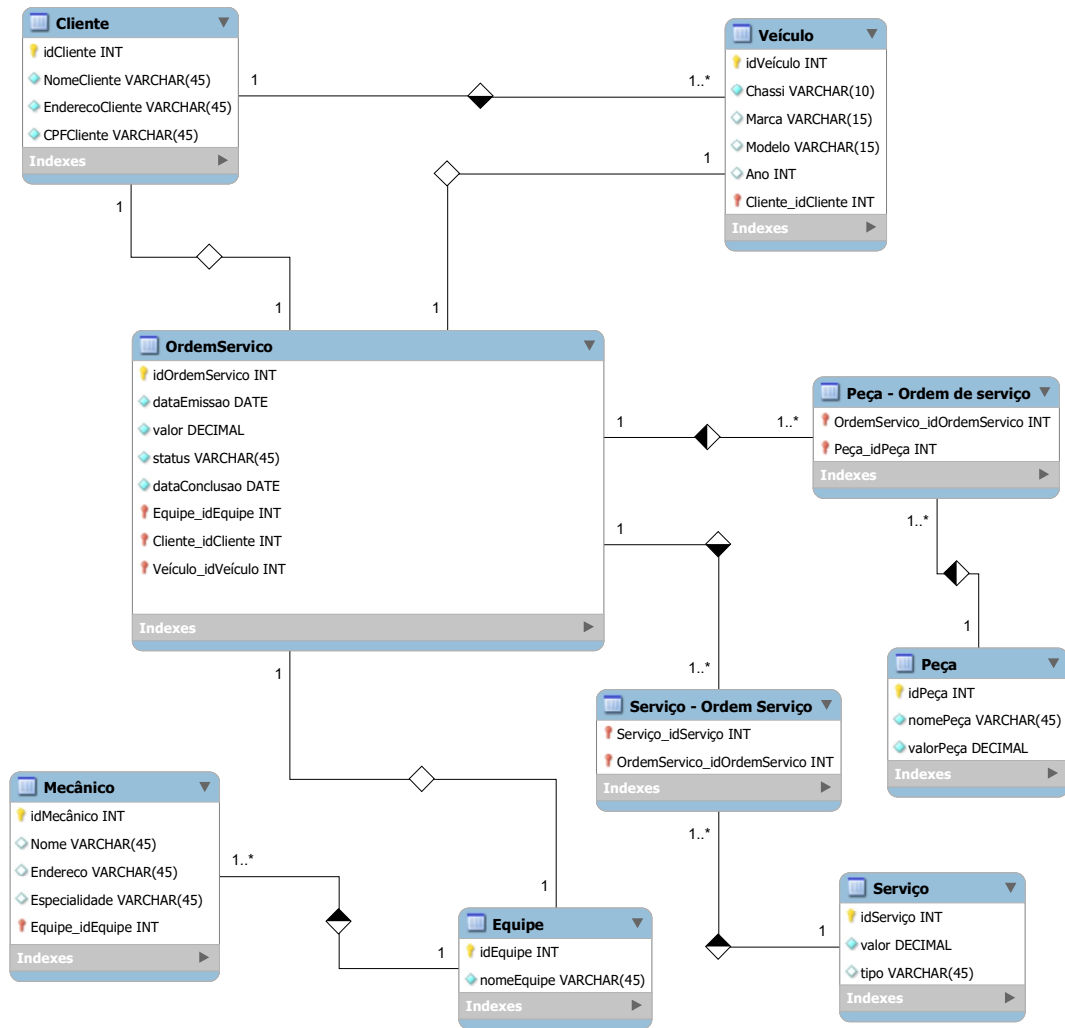 Cliente
idCliente INT
NomeCliente VARCHAR(45)
EnderecoCliente VARCHAR(45)
CPFCliente VARCHAR(45)
Indexes
1
1..*
Veículo
idVeículo INT
Chassi VARCHAR(10)
Marca VARCHAR(15)
Modelo VARCHAR(15)
Ano INT
Cliente_idCliente INT
Indexes
1
1
1
1
OrdemServico
idOrdemServico INT
dataEmissao DATE
valor DECIMAL
status VARCHAR(45)
dataConclusao DATE
Equipe_idEquipe INT
Cliente_idCliente INT
Veículo_idVeículo INT
Indexes
1
1..*
Peça - Ordem de serviço
OrdemServico_idOrdemServico INT
Peça_idPeça INT
Indexes
1..*
1
Peça
idPeça INT
nomePeça VARCHAR(45)
valorPeça DECIMAL
Indexes
1
1..*
Serviço - Ordem Serviço
Serviço_idServiço INT
OrdemServico_idOrdemServico INT
Indexes
1..*
1
Serviço
idServiço INT
valor DECIMAL
tipo VARCHAR(45)
Indexes
1
1
Mecânico
idMecânico INT
Nome VARCHAR(45)
Endereco VARCHAR(45)
Especialidade VARCHAR(45)
Equipe_idEquipe INT
Indexes
1..*
1
Equipe
idEquipe INT
nomeEquipe VARCHAR(45)
Indexes